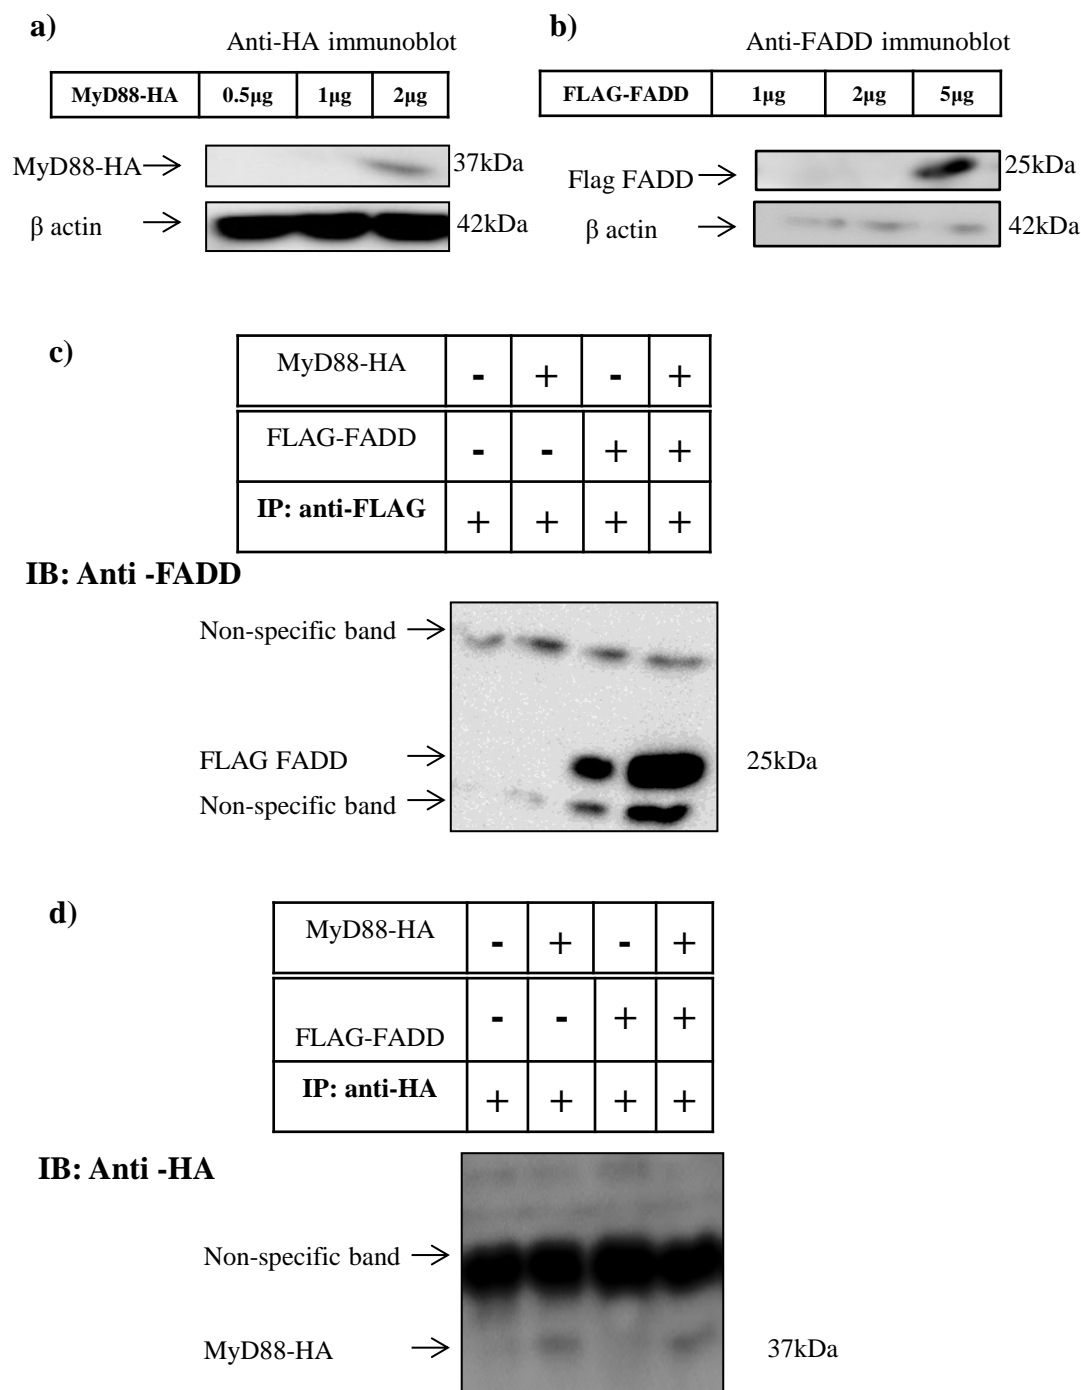 a)
Anti-HA immunoblot
MyD88-HA 0.5µg 1µg 2µg
MyD88-HA 37kDa
β actin 42kDa
b)
Anti-FADD immunoblot
FLAG-FADD 1µg 2µg 5µg
Flag FADD 25kDa
β actin 42kDa
c)
MyD88-HA - + - +
FLAG-FADD - - + +
IP: anti-FLAG + + + +
IB: Anti -FADD
Non-specific band
FLAG FADD 25kDa
Non-specific band
d)
MyD88-HA - + - +
FLAG-FADD - - + +
IP: anti-HA + + + +
IB: Anti -HA
Non-specific band
MyD88-HA 37kDa